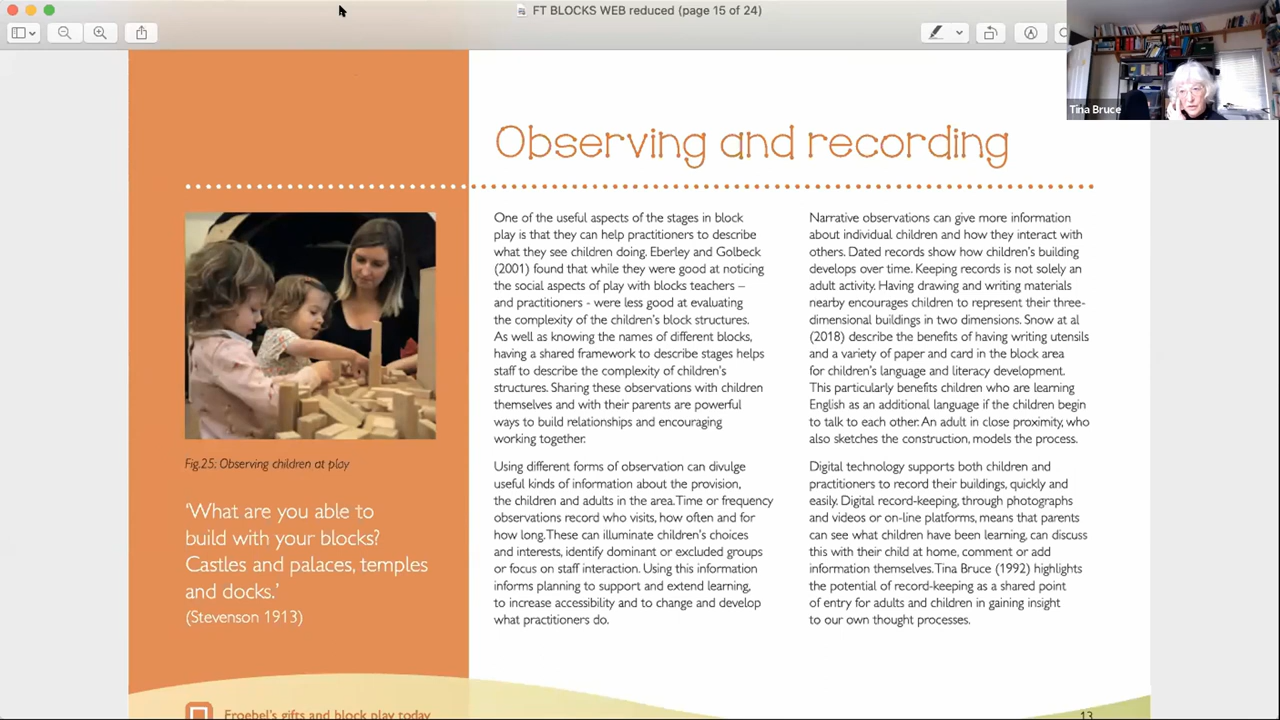 FT BLOCKS WEB reduced (page 15 of 24)
Tina Bruce
Observing and recording
One of the useful aspects of the stages in block
play is that they can help practitioners to describe
what they see children doing. Eberley and Golbeck
(2001) found that while they were good at noticing
the social aspects of play with blocks teachers –
and practitioners - were less good at evaluating
the complexity of the children's block structures.
As well as knowing the names of different blocks,
having a shared framework to describe stages helps
staff to describe the complexity of children's
structures. Sharing these observations with children
themselves and with their parents are powerful
ways to build relationships and encouraging
working together.
Using different forms of observation can divulge
useful kinds of information about the provision,
the children and adults in the area. Time or frequency
observations record who visits, how often and for
how long. These can illuminate children's choices
and interests, identify dominant or excluded groups
or focus on staff interaction. Using this information
informs planning to support and extend learning,
to increase accessibility and to change and develop
what practitioners do.
Narrative observations can give more information
about individual children and how they interact with
others. Dated records show how children's building
develops over time. Keeping records is not solely an
adult activity. Having drawing and writing materials
nearby encourages children to represent their three-
dimensional buildings in two dimensions. Snow at al
(2018) describe the benefits of having writing utensils
and a variety of paper and card in the block area
for children's language and literacy development.
This particularly benefits children who are learning
English as an additional language if the children begin
to talk to each other. An adult in close proximity, who
also sketches the construction, models the process.
Digital technology supports both children and
practitioners to record their buildings, quickly and
easily. Digital record-keeping, through photographs
and videos or on-line platforms, means that parents
can see what children have been learning, can discuss
this with their child at home, comment or add
information themselves. Tina Bruce (1992) highlights
the potential of record-keeping as a shared point
of entry for adults and children in gaining insight
to our own thought processes.
Fig.25: Observing children at play
'What are you able to
build with your blocks?
Castles and palaces, temples
and docks.'
(Stevenson 1913)
Froebel's gifts and block play today
13